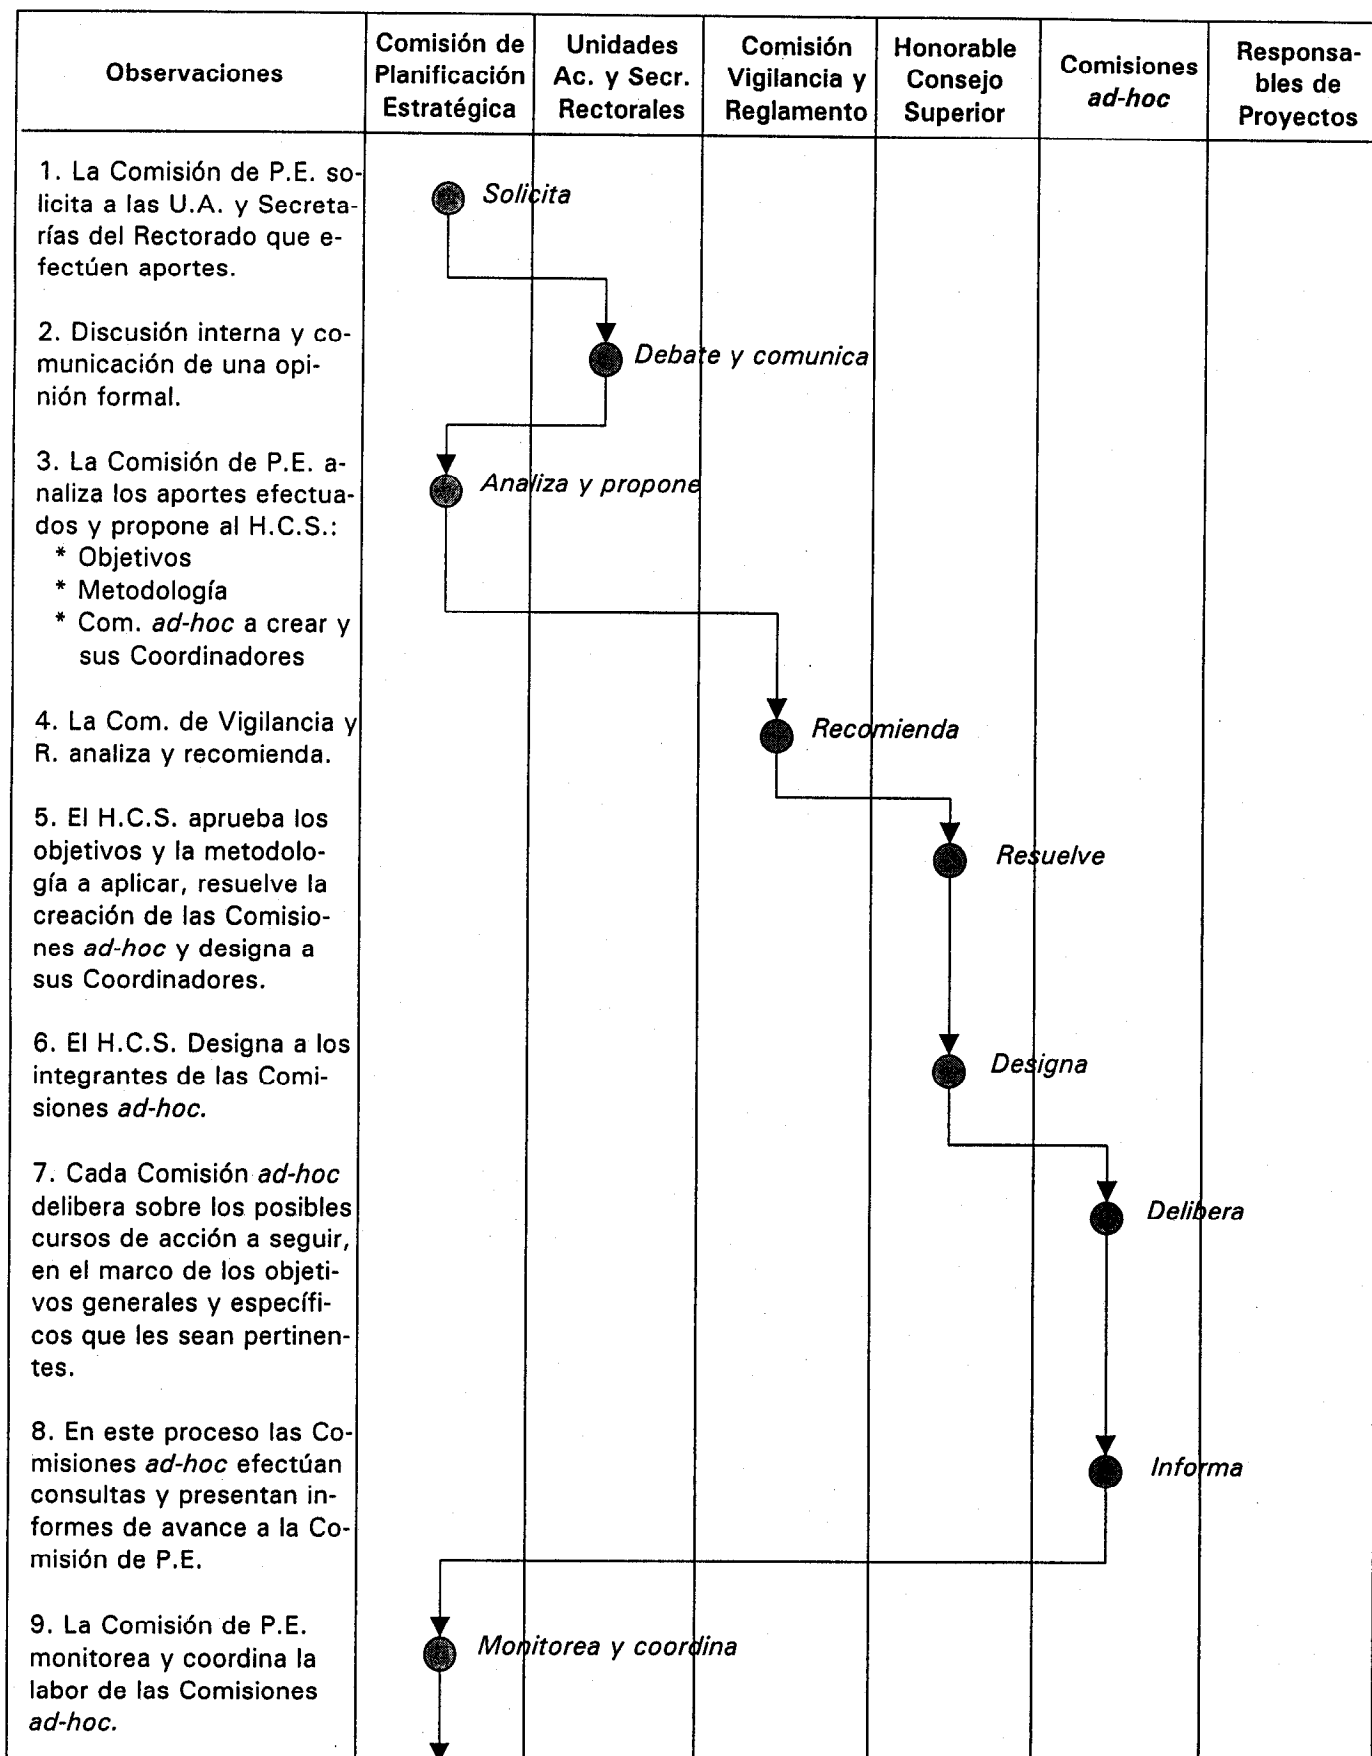 Observaciones
Comisión de
Planificación
Estratégica
Unidades
Ac. y Secr.
Rectorales
Comisión
Vigilancia y
Reglamento
Honorable
Consejo
Superior
Comisiones
ad-hoc
Responsa-
bles de
Proyectos
1. La Comisión de P.E. so-
licita a las U.A. y Secreta-
rías del Rectorado que e-
fectúen aportes.
Solicita
2. Discusión interna y co-
municación de una opi-
nión formal.
Debate y comunica
3. La Comisión de P.E. a-
naliza los aportes efectua-
dos y propone al H.C.S.:
* Objetivos
* Metodología
* Com. ad-hoc a crear y
sus Coordinadores
Analiza y propone
4. La Com. de Vigilancia y
R. analiza y recomienda.
Recomienda
5. El H.C.S. aprueba los
objetivos y la metodolo-
gía a aplicar, resuelve la
creación de las Comisio-
nes ad-hoc y designa a
sus Coordinadores.
Resuelve
6. El H.C.S. Designa a los
integrantes de las Comi-
siones ad-hoc.
Designa
7. Cada Comisión ad-hoc
delibera sobre los posibles
cursos de acción a seguir,
en el marco de los objeti-
vos generales y específi-
cos que les sean pertinen-
tes.
Delibera
8. En este proceso las Co-
misiones ad-hoc efectúan
consultas y presentan in-
formes de avance a la Co-
misión de P.E.
Informa
9. La Comisión de P.E.
monitorea y coordina la
labor de las Comisiones
ad-hoc.
Monitorea y coordina